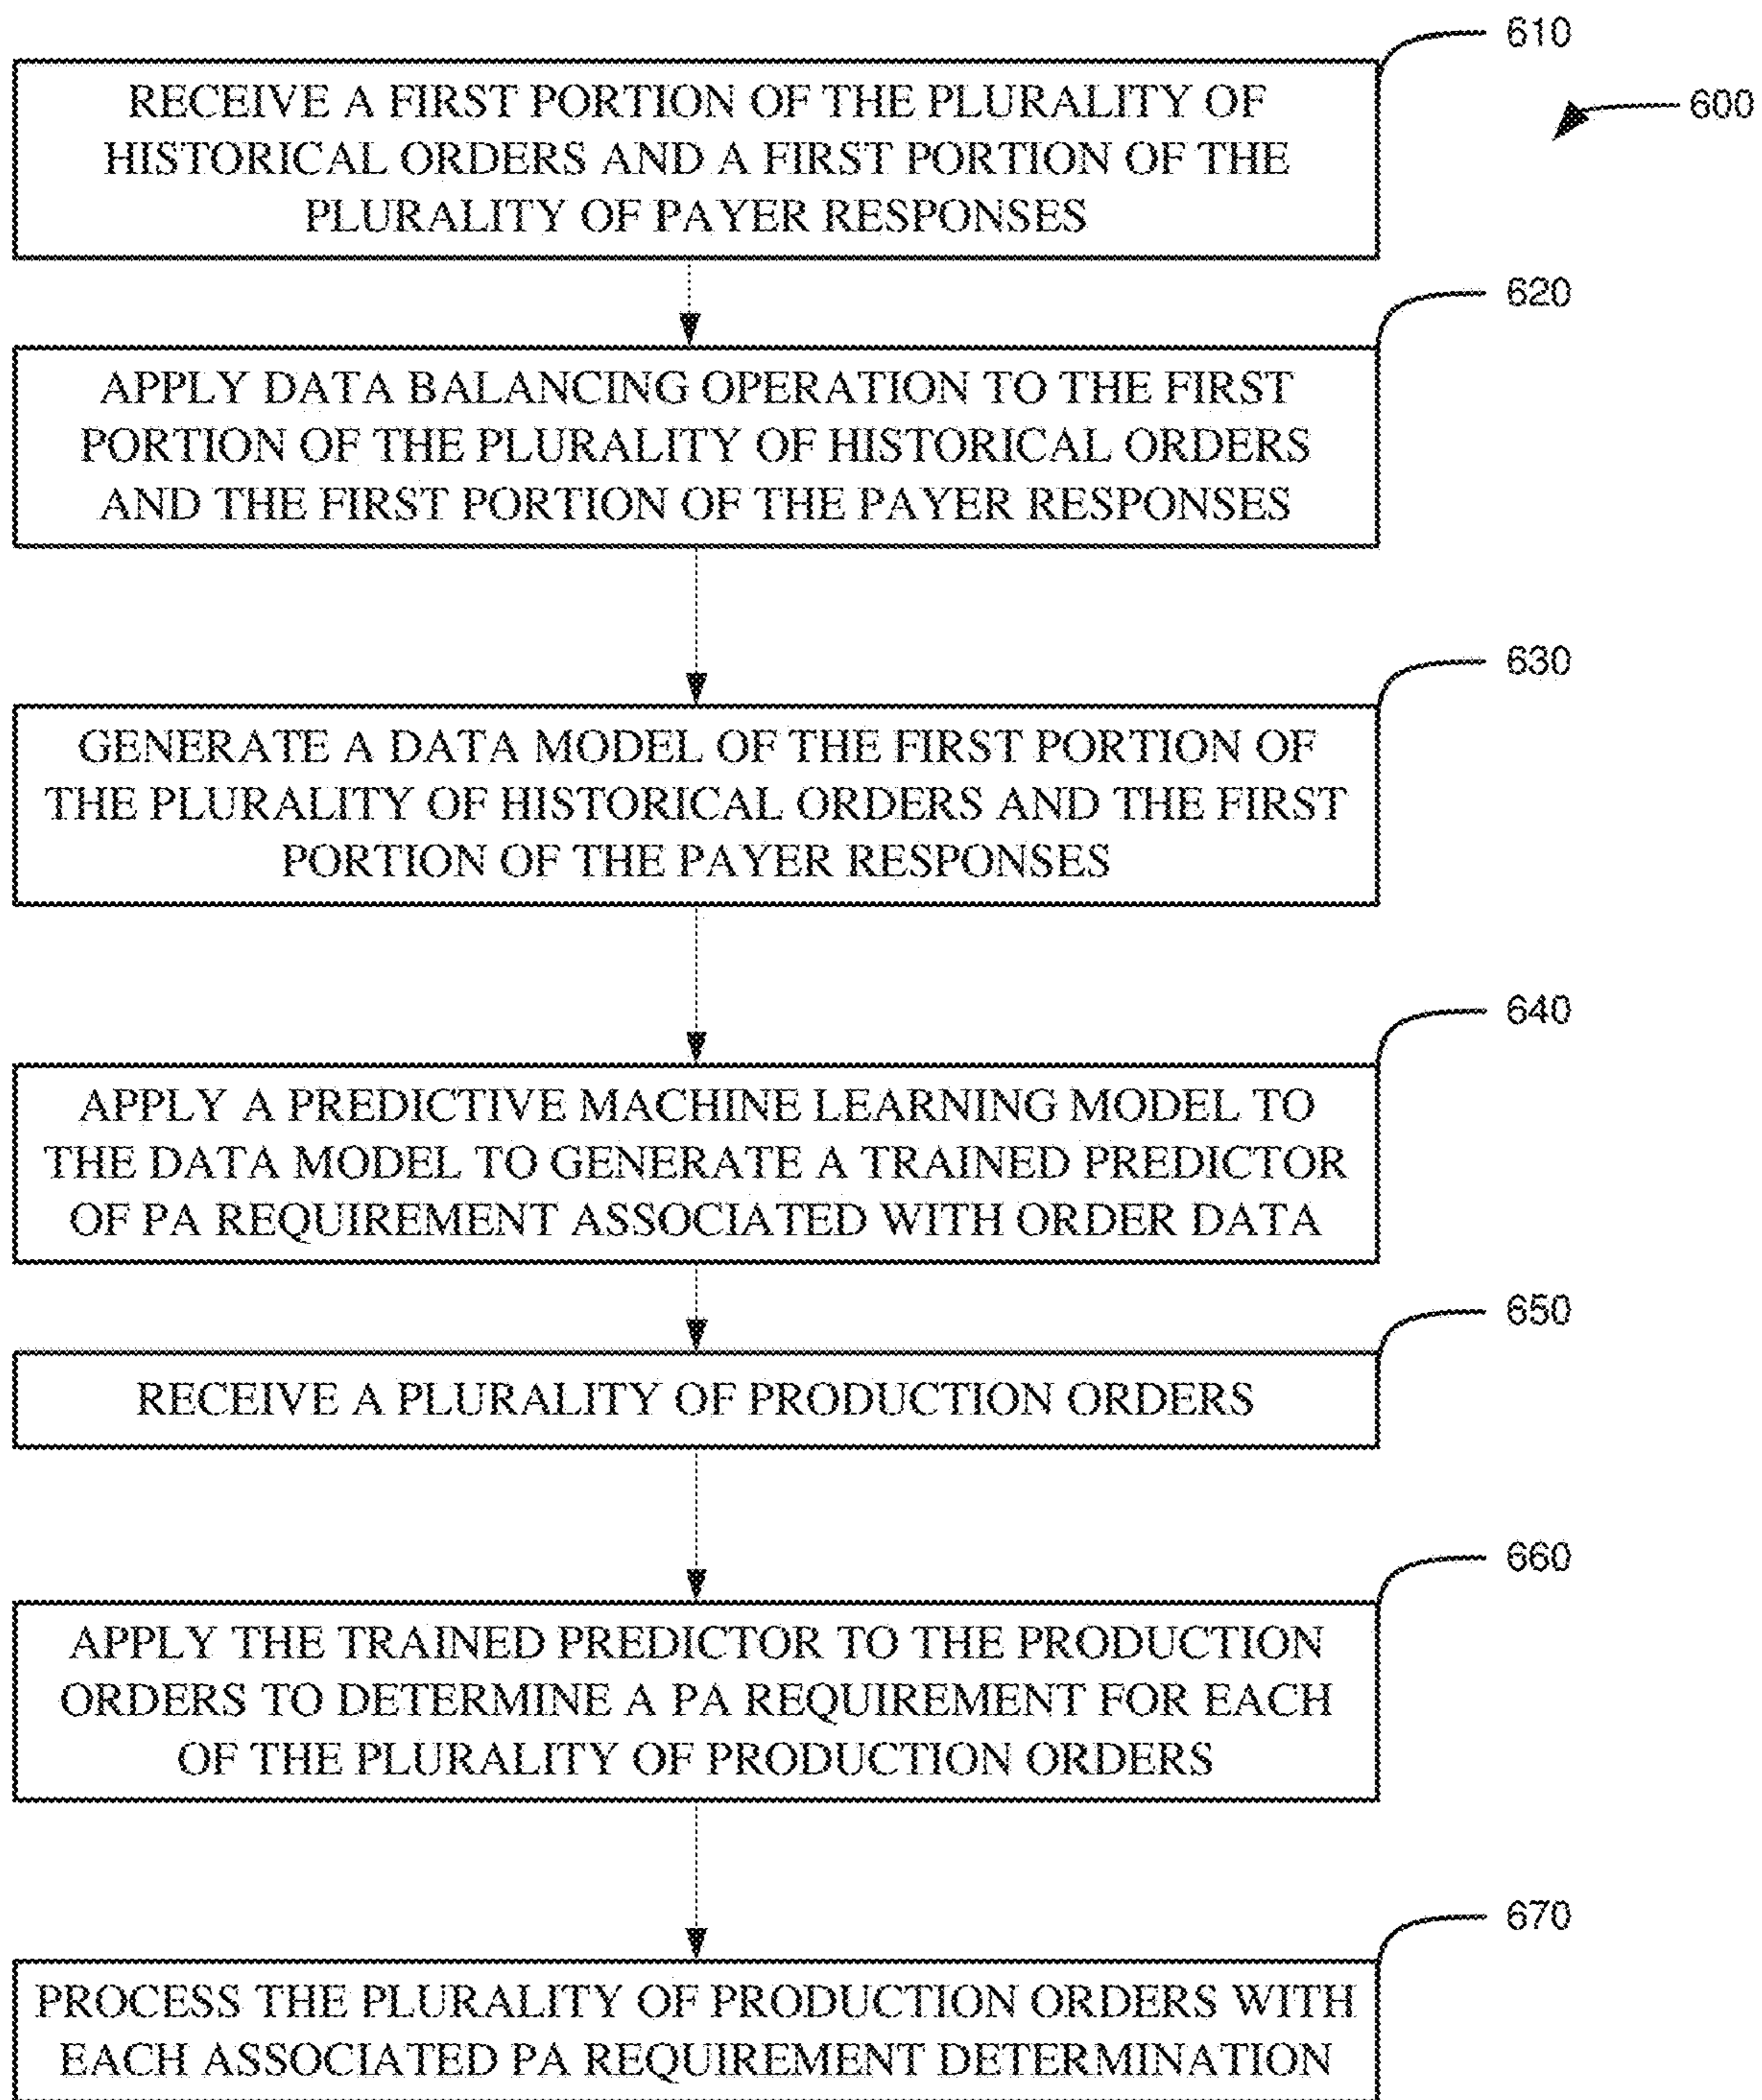 610
600
RECEIVE A FIRST PORTION OF THE PLURALITY OF
HISTORICAL ORDERS AND A FIRST PORTION OF THE
PLURALITY OF PAYER RESPONSES
620
APPLY DATA BALANCING OPERATION TO THE FIRST
PORTION OF THE PLURALITY OF HISTORICAL ORDERS
AND THE FIRST PORTION OF THE PAYER RESPONSES
630
GENERATE A DATA MODEL OF THE FIRST PORTION OF
THE PLURALITY OF HISTORICAL ORDERS AND THE FIRST
PORTION OF THE PAYER RESPONSES
640
APPLY A PREDICTIVE MACHINE LEARNING MODEL TO
THE DATA MODEL TO GENERATE A TRAINED PREDICTOR
OF PA REQUIREMENT ASSOCIATED WITH ORDER DATA
650
RECEIVE A PLURALITY OF PRODUCTION ORDERS
660
APPLY THE TRAINED PREDICTOR TO THE PRODUCTION
ORDERS TO DETERMINE A PA REQUIREMENT FOR EACH
OF THE PLURALITY OF PRODUCTION ORDERS
670
PROCESS THE PLURALITY OF PRODUCTION ORDERS WITH
EACH ASSOCIATED PA REQUIREMENT DETERMINATION